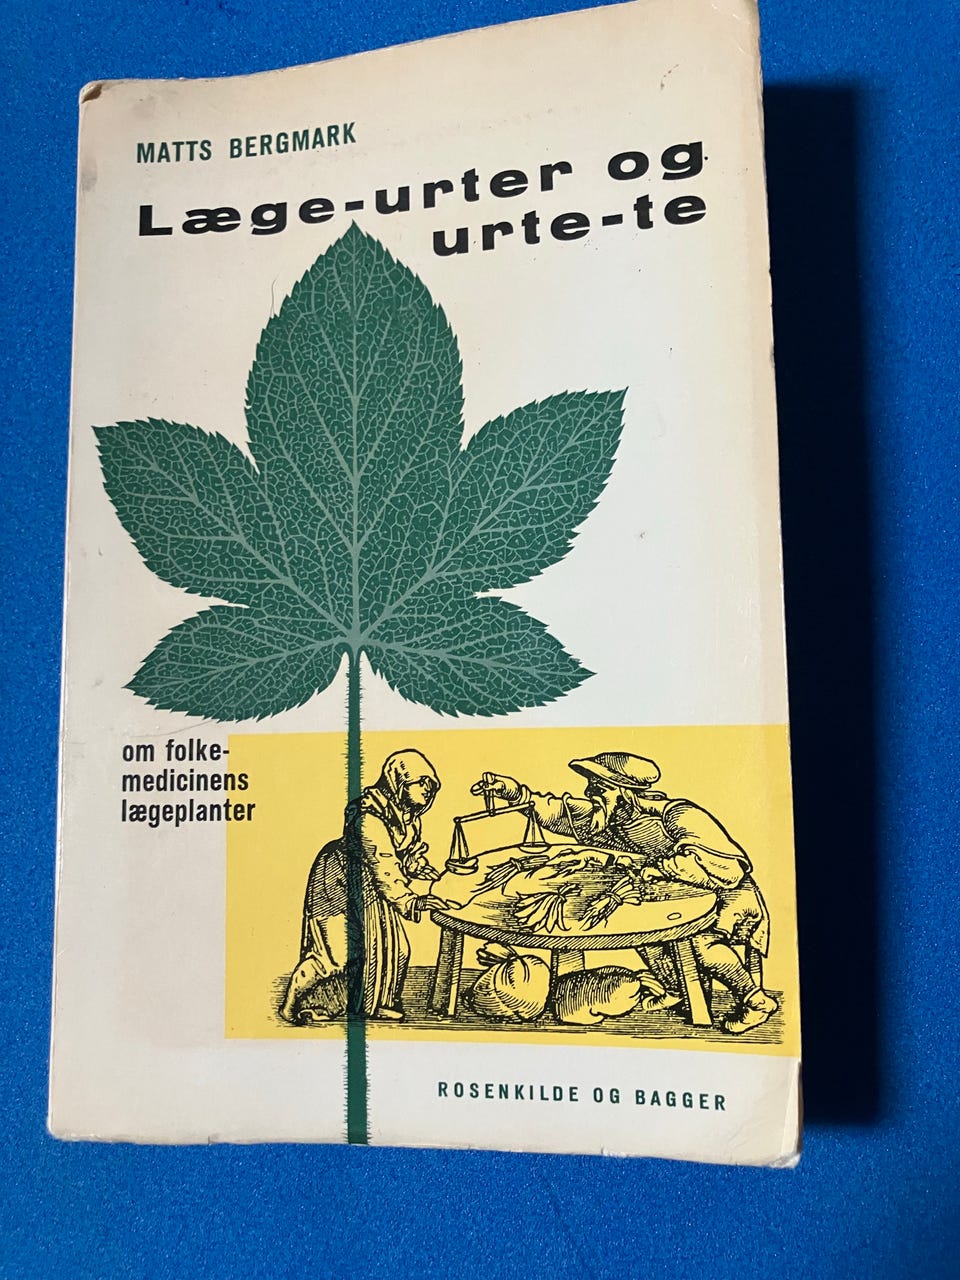 MATTS BERGMARK
Læge-urter og
urte-te
om folke-
medicinens
lægeplanter
ROSENKILDE OG BAGGER